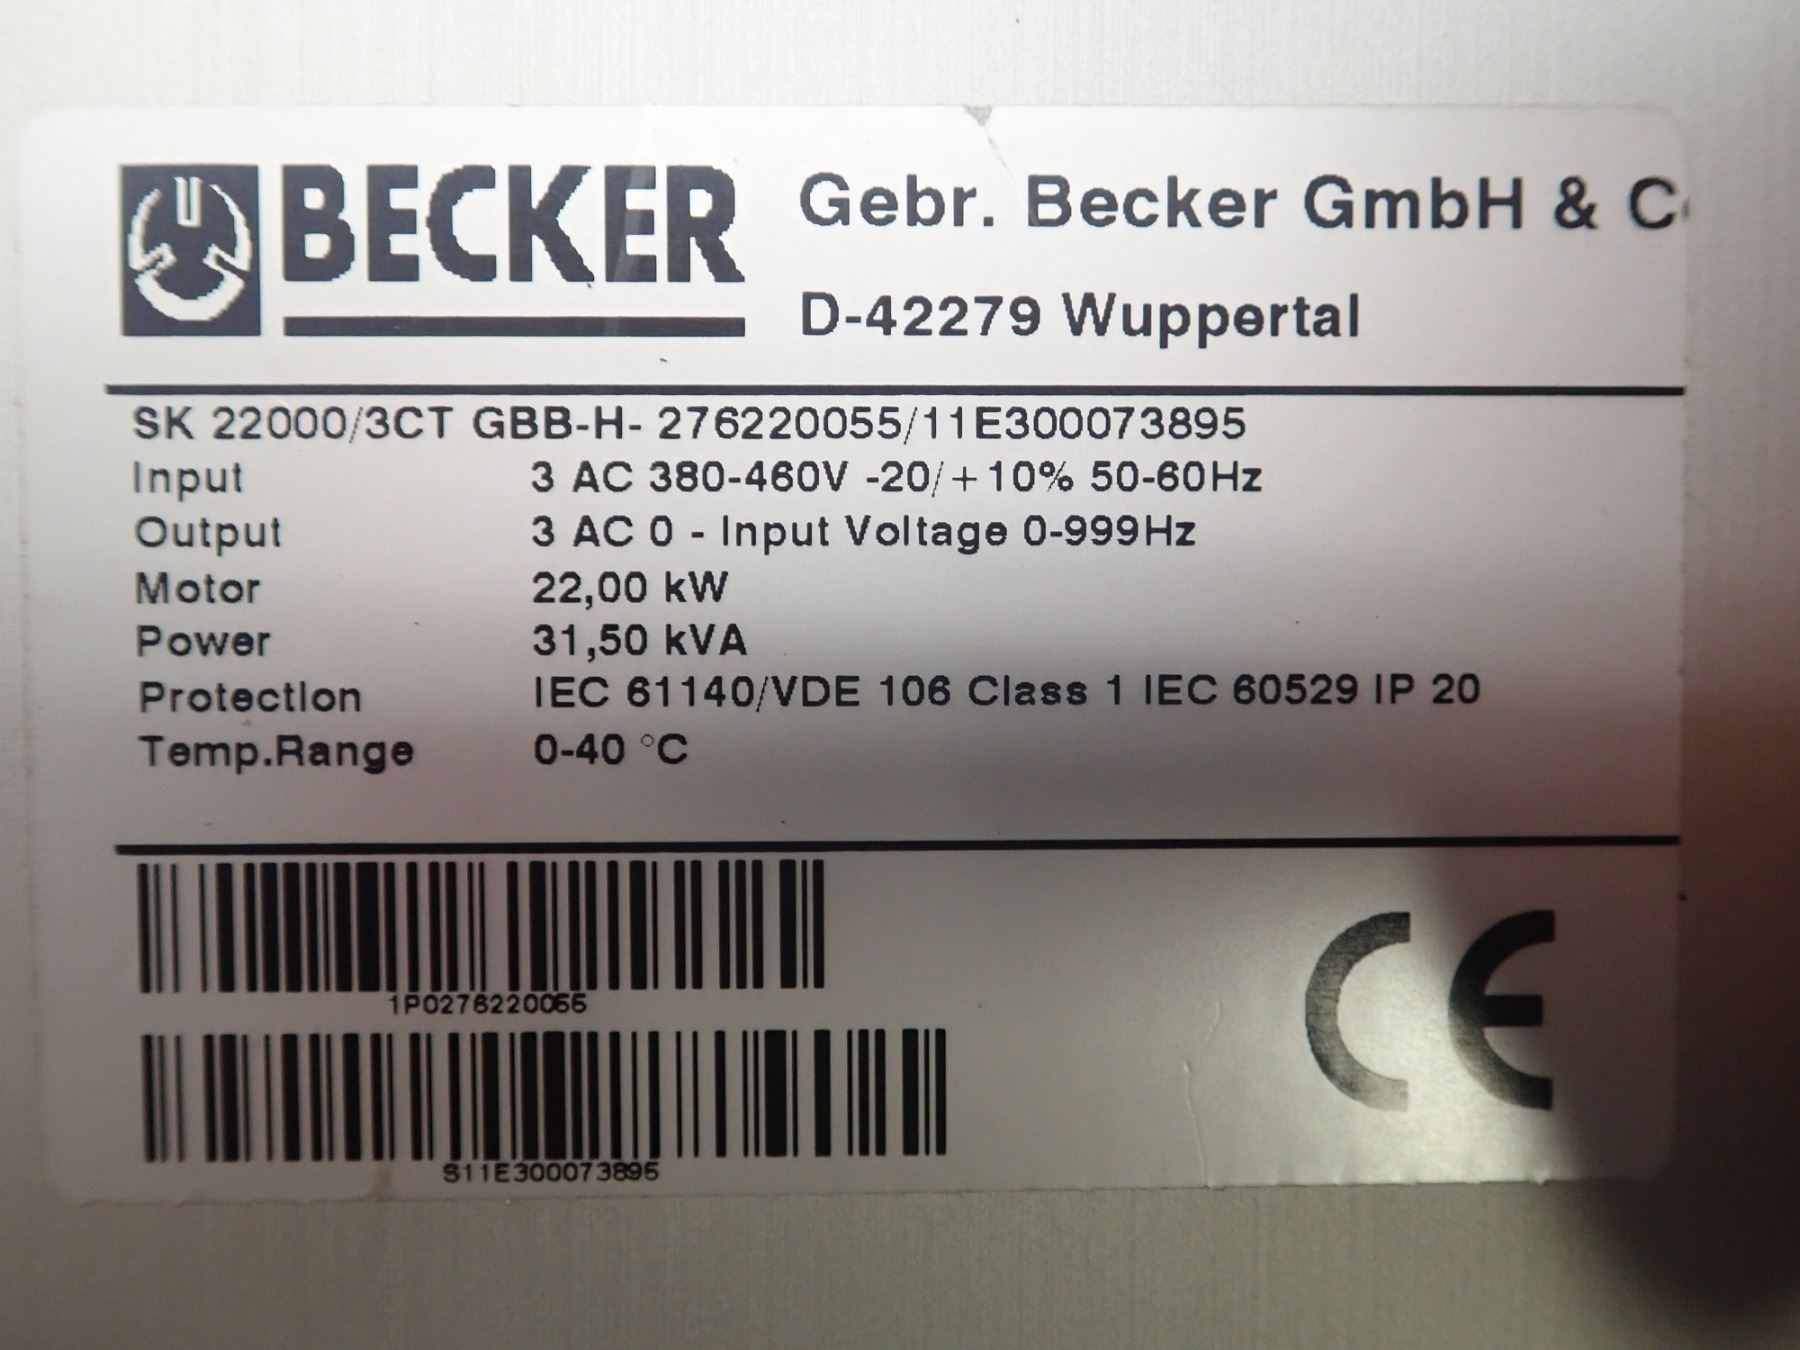 BECKER
Gebr. Becker GmbH & C
D-42279 Wuppertal
SK 22000/3CT GBB-H- 276220055/11E300073895
Input 3 AC 380-460V -20/+10% 50-60Hz
Output 3 AC 0 - Input Voltage 0-999Hz
Motor 22,00 kW
Power 31,50 kVA
Protection IEC 61140/VDE 106 Class 1 IEC 60529 IP 20
Temp.Range 0-40 °C
1P0276220055
S11E300073895
CE